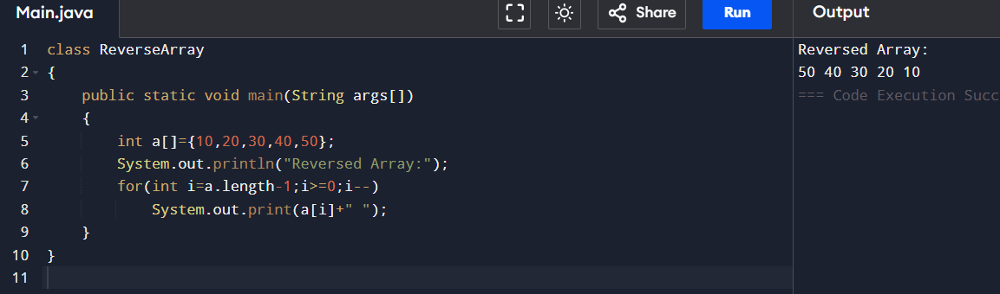 Main.java
Share
Run
Output
1 class ReverseArray
2 {
3     public static void main(String args[])
4     {
5         int a[]={10,20,30,40,50};
6         System.out.println("Reversed Array:");
7         for(int i=a.length-1;i>=0;i--)
8             System.out.print(a[i]+" ");
9     }
10 }
11
Reversed Array:
50 40 30 20 10
=== Code Execution Succ